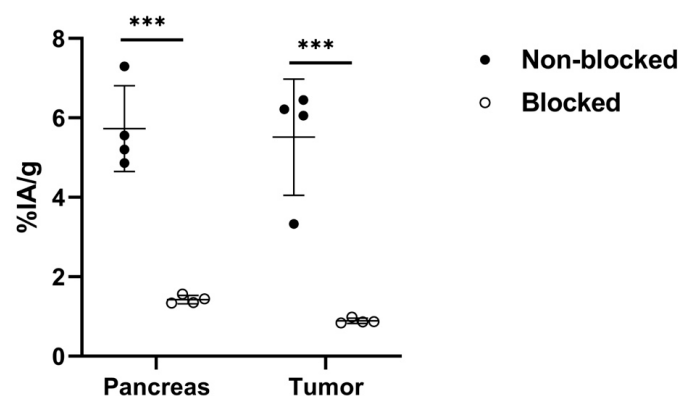 ***
***
8
6
4
2
0
%IA/g
Pancreas
Tumor
Non-blocked
Blocked